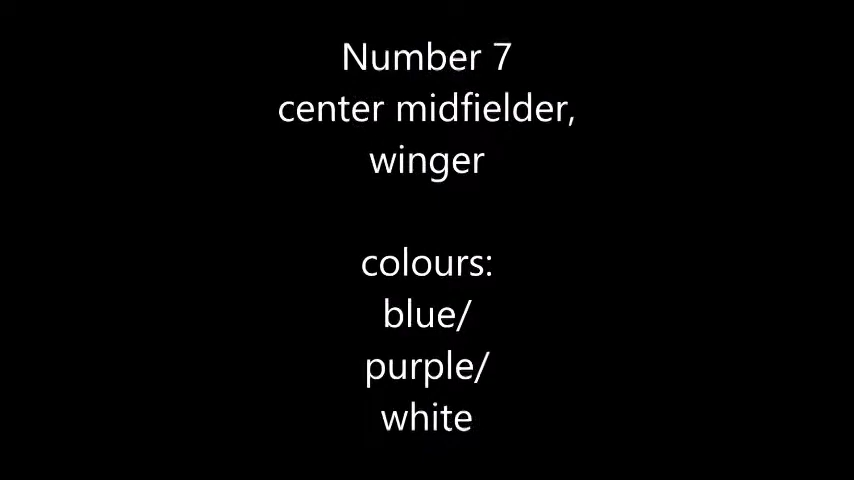 Number 7
center midfielder,
winger
colours:
blue/
purple/
white